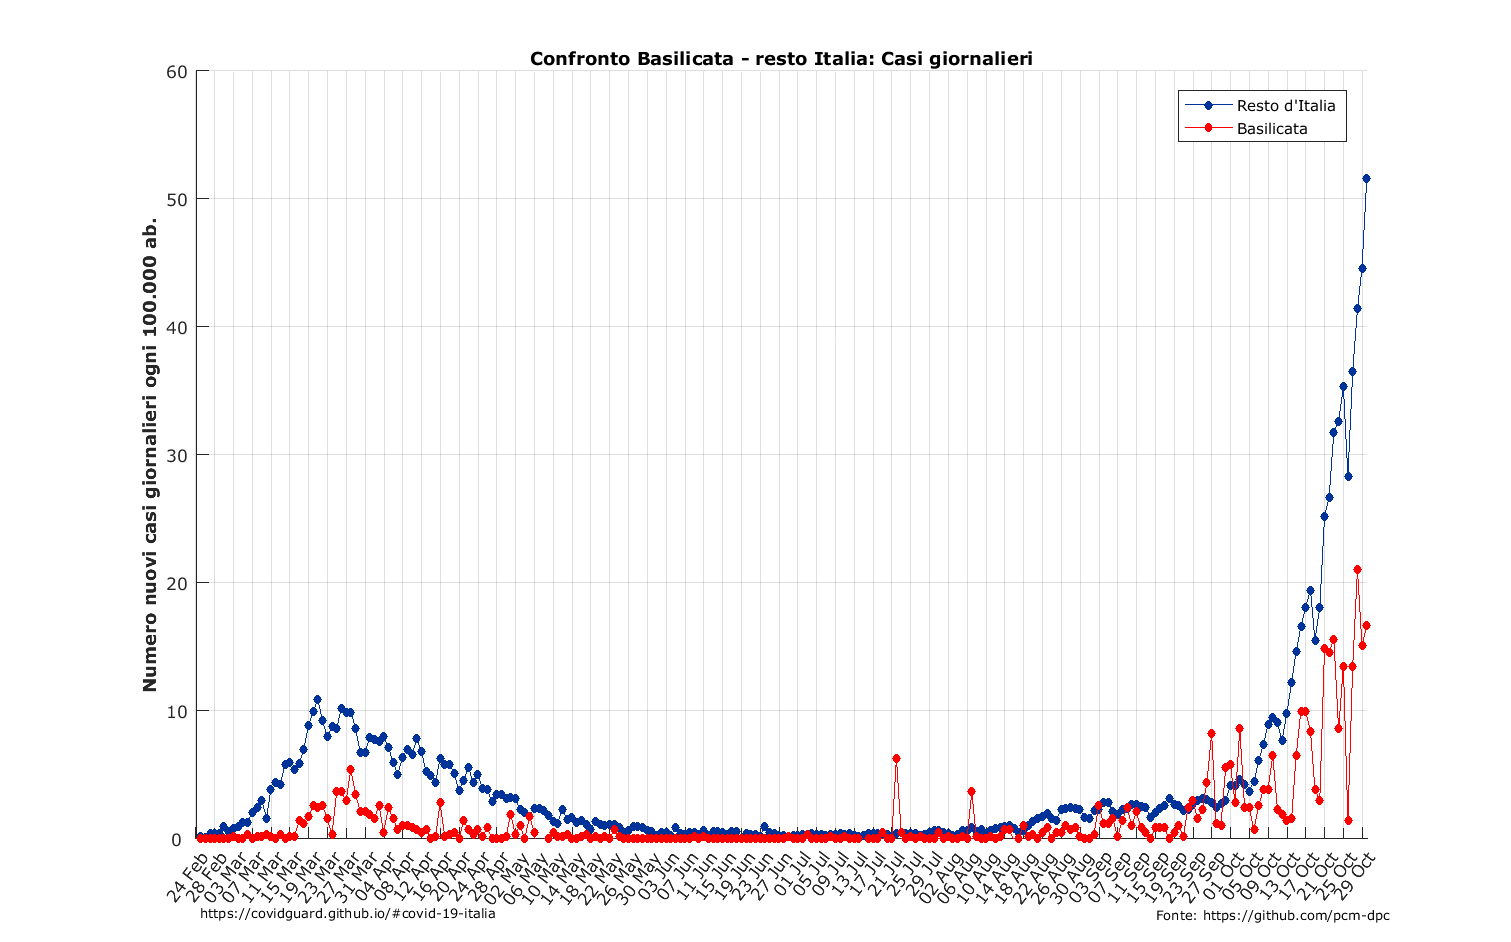 Confronto Basilicata - resto Italia: Casi giornalieri
Resto d'Italia
Basilicata
Numero nuovi casi giornalieri ogni 100.000 ab.
60
50
40
30
20
10
0
24 Feb
28 Feb
03 Mar
07 Mar
11 Mar
15 Mar
19 Mar
23 Mar
27 Mar
31 Mar
04 Apr
08 Apr
12 Apr
16 Apr
20 Apr
24 Apr
28 Apr
02 May
06 May
10 May
14 May
18 May
22 May
26 May
30 May
03 Jun
07 Jun
11 Jun
15 Jun
19 Jun
23 Jun
27 Jun
01 Jul
05 Jul
09 Jul
13 Jul
17 Jul
21 Jul
25 Jul
29 Jul
02 Aug
06 Aug
10 Aug
14 Aug
18 Aug
22 Aug
26 Aug
30 Aug
03 Sep
07 Sep
11 Sep
15 Sep
19 Sep
23 Sep
27 Sep
01 Oct
05 Oct
09 Oct
13 Oct
17 Oct
21 Oct
25 Oct
29 Oct
https://covidguard.github.io/#covid-19-italia
Fonte: https://github.com/pcm-dpc